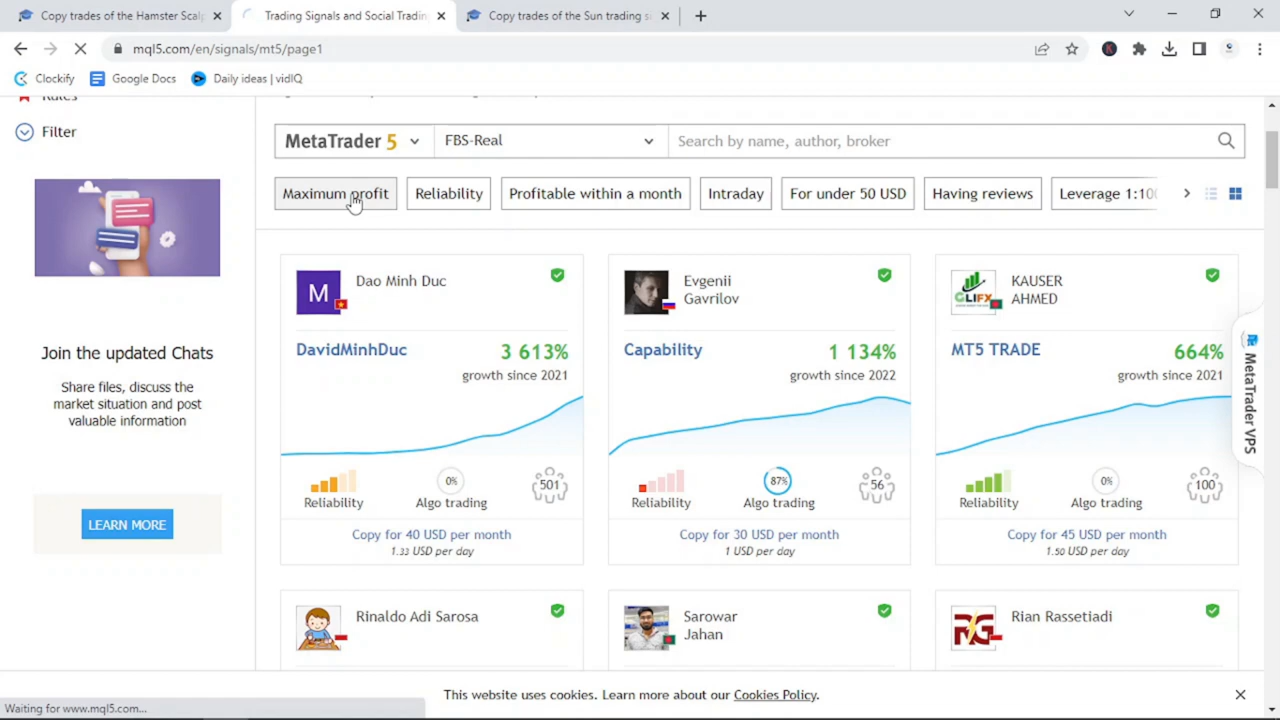 Copy trades of the Hamster Scal
Trading Signals and Social Tradin
Copy trades of the Sun trading s
mql5.com/en/signals/mt5/page1
Clockify
Google Docs
Daily ideas | vidIQ
Rules
Filter
MetaTrader 5
FBS-Real
Search by name, author, broker
Maximum profit
Reliability
Profitable within a month
Intraday
For under 50 USD
Having reviews
Leverage 1:100
Join the updated Chats
Share files, discuss the
market situation and post
valuable information
LEARN MORE
M
Dao Minh Duc
DavidMinhDuc
3 613%
growth since 2021
0%
501
Reliability
Algo trading
Copy for 40 USD per month
1.33 USD per day
Evgenii
Gavrilov
Capability
1 134%
growth since 2022
87%
56
Reliability
Algo trading
Copy for 30 USD per month
1 USD per day
GLIFX
KAUSER
AHMED
MT5 TRADE
664%
growth since 2021
0%
100
Reliability
Algo trading
Copy for 45 USD per month
1.50 USD per day
Rinaldo Adi Sarosa
Sarowar
Jahan
RG
Rian Rassetiadi
MetaTrader VPS
This website uses cookies. Learn more about our Cookies Policy.
Waiting for www.mql5.com...